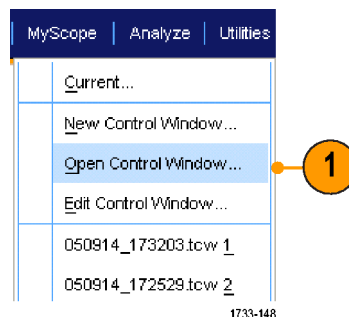 MyScope | Analyze | Utilities
Current...
New Control Window...
Open Control Window...
1
Edit Control Window...
050914_173203.tcw 1
050914_172529.tcw 2
1733-148